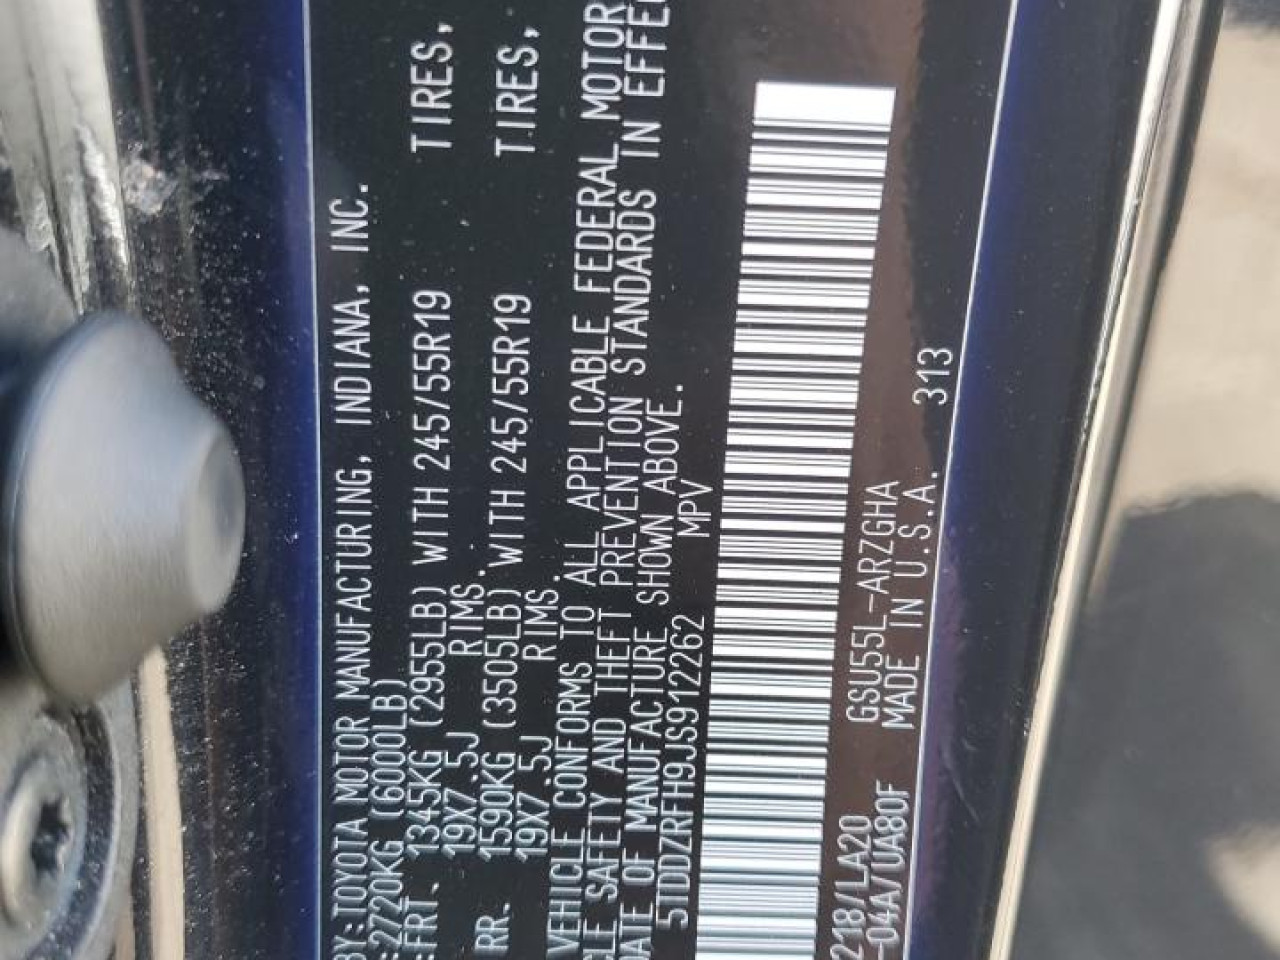 BY:TOYOTA MOTOR MANUFACTURING, INDIANA, INC.
:2720KG (6000LB)
:FRT. 1345KG (2955LB) WITH 245/55R19 TIRES,
19X7.5J RIMS.
RR. 1590KG (3505LB) WITH 245/55R19 TIRES,
19X7.5J RIMS.
VEHICLE CONFORMS TO ALL APPLICABLE FEDERAL MOTOR
CLE SAFETY AND THEFT PREVENTION STANDARDS IN EFFEC
DATE OF MANUFACTURE SHOWN ABOVE.
5TDDZRFH9JS912262 MPV
218/LA20 GSU55L-ARZGHA
-04A/UA80F MADE IN U.S.A. 313